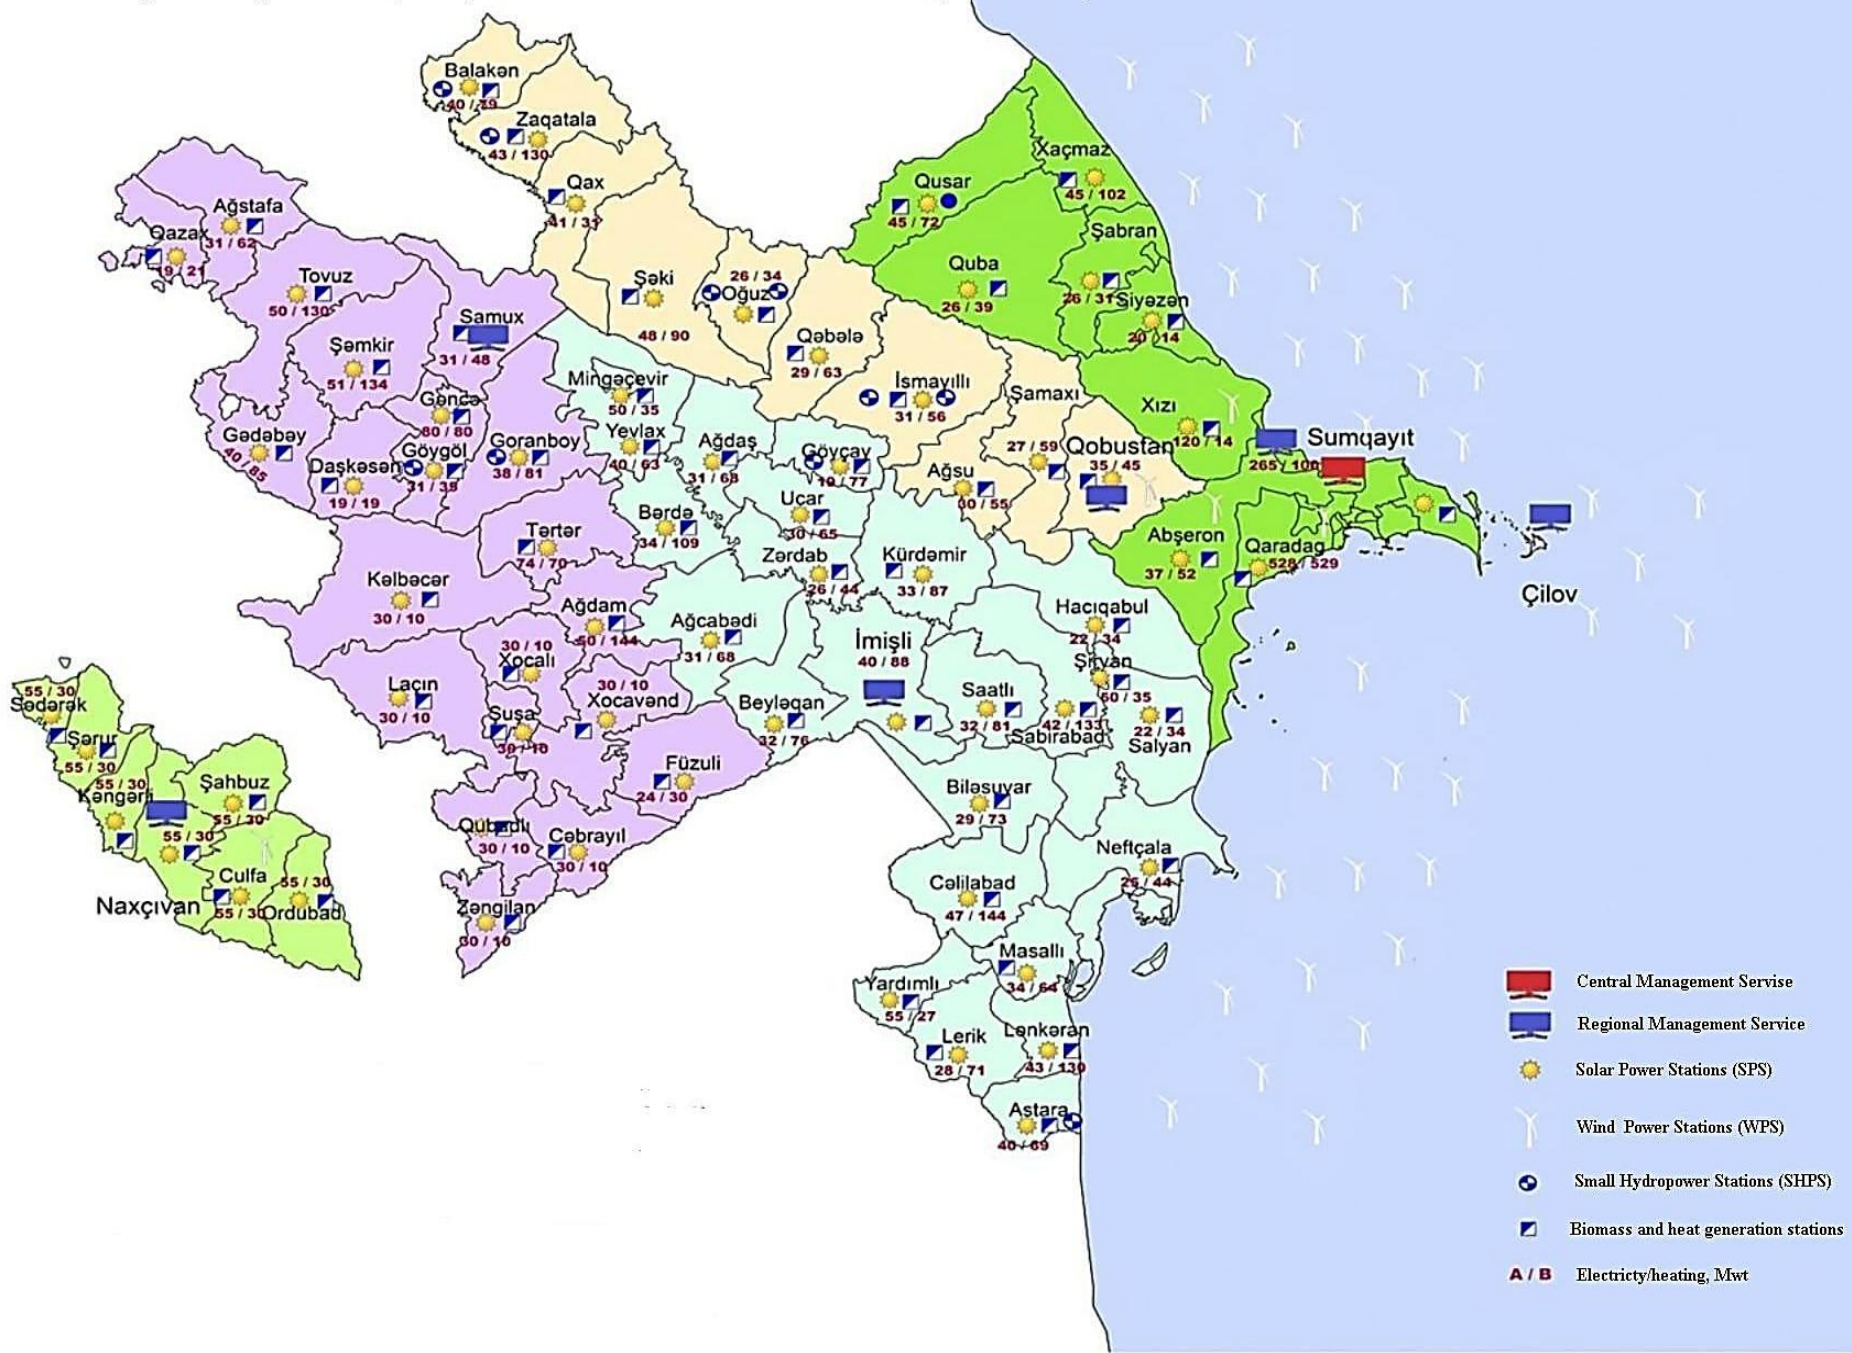 Balakən
40 / 79
Zaqatala
43 / 130
Qax
41 / 31
Xaçmaz
45 / 102
Qusar
45 / 72
Ağstafa
31 / 62
Qazax
19 / 21
Şabran
26 / 31
Quba
26 / 39
Tovuz
50 / 130
Şəki
48 / 90
26 / 34
Oğuz
Siyəzən
20 / 14
Samux
31 / 48
Şəmkir
51 / 134
Qəbələ
29 / 63
Mingəçevir
50 / 35
İsmayıllı
31 / 56
Şamaxı
27 / 59
Gəncə
80 / 80
Xızı
120 / 14
Gədəbəy
40 / 85
Daşkəsən
19 / 19
Göygöl
Goranboy
38 / 81
Yevlax
40 / 63
Ağdaş
31 / 68
Göyçay
19 / 77
Ağsu
30 / 55
Qobustan
35 / 45
Sumqayıt
Ucar
30 / 65
Bərdə
34 / 109
Tərtər
74 / 70
Zərdab
26 / 44
Kürdəmir
33 / 87
Abşeron
37 / 52
Qaradag
528 / 529
Çilov
Kəlbəcər
30 / 10
Ağdam
50 / 144
Ağcabədi
31 / 68
İmişli
40 / 88
Hacıqabul
22 / 34
30 / 10
Xocalı
Şirvan
60 / 35
Laçın
30 / 10
30 / 10
Xocavənd
Şuşa
30 / 10
Beyləqan
32 / 76
Saatlı
32 / 81
42 / 133
Sabirabad
22 / 34
Salyan
55 / 30
Sədərək
Şərur
55 / 30
55 / 30
Kəngərli
Şahbuz
55 / 30
55 / 30
Füzuli
24 / 30
Biləsuvar
29 / 73
Qubadlı
30 / 10
Cəbrayıl
30 / 10
Neftçala
Culfa
55 / 30
55 / 30
Ordubad
Naxçıvan
Zəngilan
30 / 10
Cəlilabad
47 / 144
Masallı
34 / 64
Yardımlı
55 / 27
Lerik
28 / 71
Lənkəran
43 / 130
Astara
40 / 69
Central Management Servise
Regional Management Service
Solar Power Stations (SPS)
Wind Power Stations (WPS)
Small Hydropower Stations (SHPS)
Biomass and heat generation stations
A / B Electricty/heating, Mwt